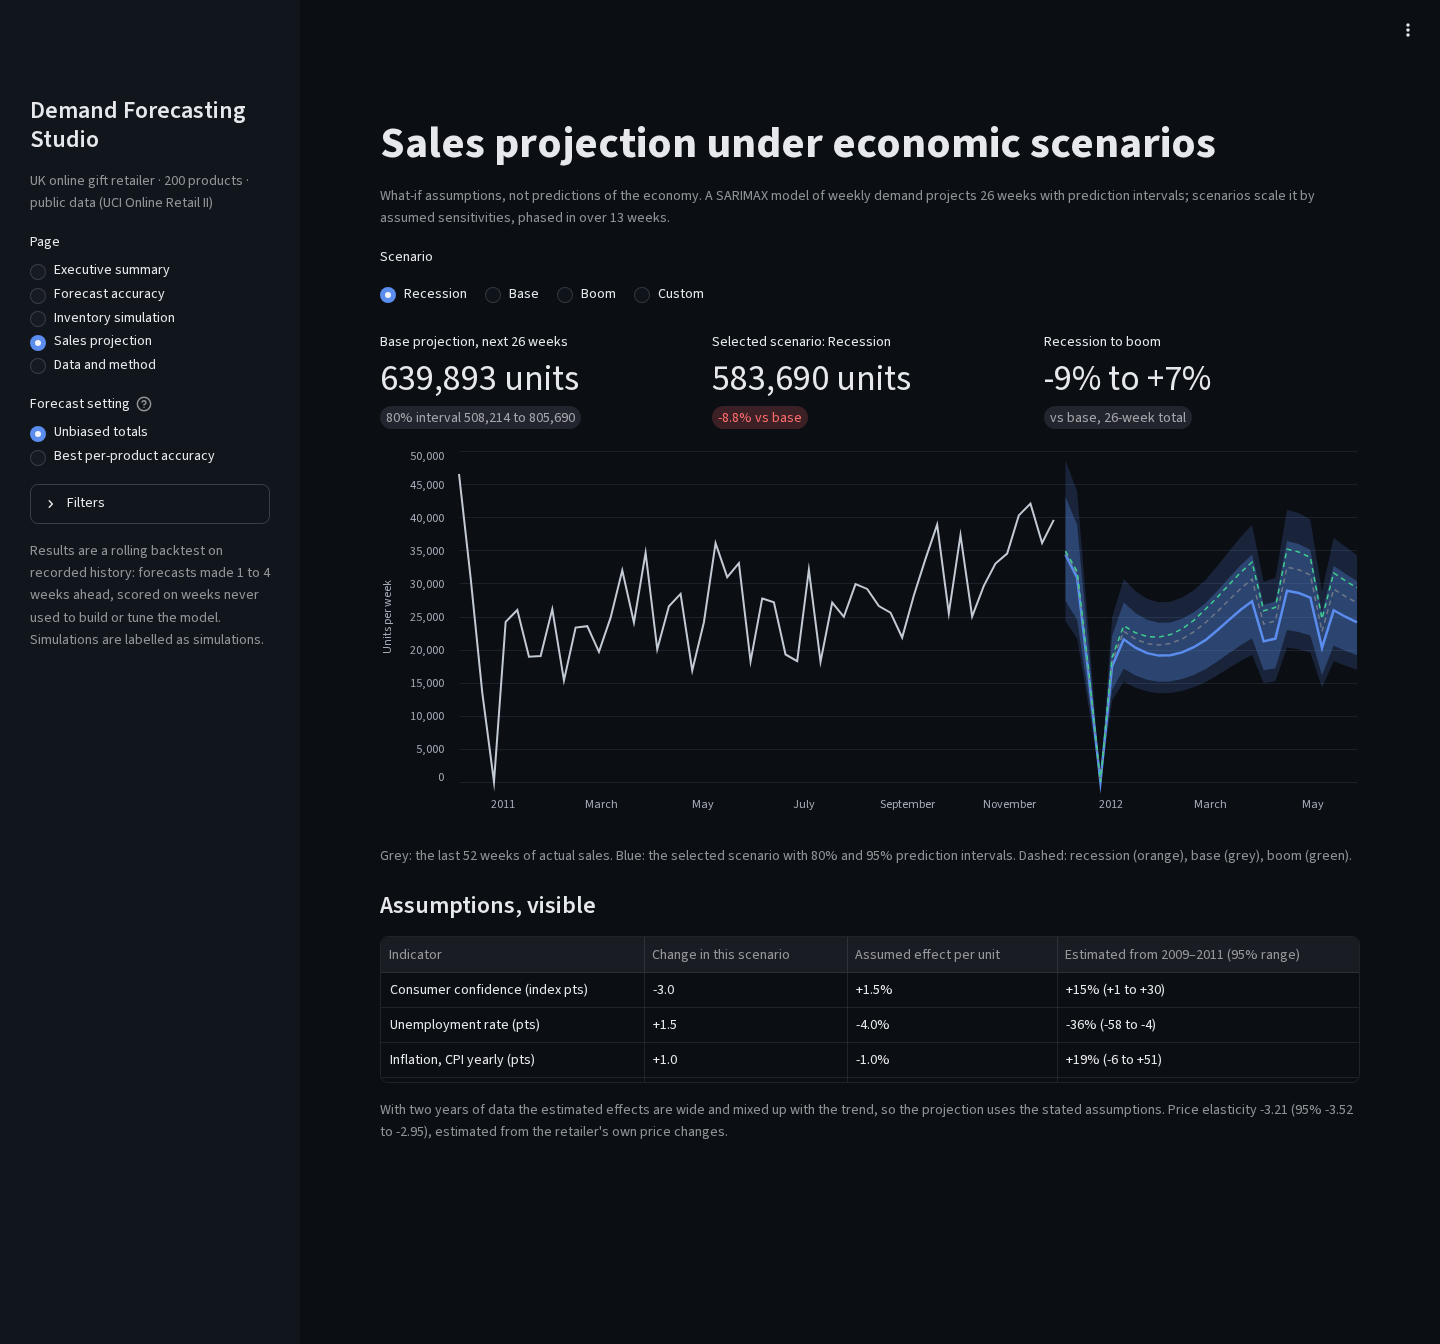 Demand Forecasting
Studio
UK online gift retailer · 200 products ·
public data (UCI Online Retail II)
Page
Executive summary
Forecast accuracy
Inventory simulation
Sales projection
Data and method
Forecast setting
Unbiased totals
Best per-product accuracy
Filters
Results are a rolling backtest on
recorded history: forecasts made 1 to 4
weeks ahead, scored on weeks never
used to build or tune the model.
Simulations are labelled as simulations.
Sales projection under economic scenarios
What-if assumptions, not predictions of the economy. A SARIMAX model of weekly demand projects 26 weeks with prediction intervals; scenarios scale it by
assumed sensitivities, phased in over 13 weeks.
Scenario
Recession Base Boom Custom
Base projection, next 26 weeks
639,893 units
80% interval 508,214 to 805,690
Selected scenario: Recession
583,690 units
-8.8% vs base
Recession to boom
-9% to +7%
vs base, 26-week total
Units per week
50,000
45,000
40,000
35,000
30,000
25,000
20,000
15,000
10,000
5,000
0
2011 March May July September November 2012 March May
Grey: the last 52 weeks of actual sales. Blue: the selected scenario with 80% and 95% prediction intervals. Dashed: recession (orange), base (grey), boom (green).
Assumptions, visible
Indicator Change in this scenario Assumed effect per unit Estimated from 2009–2011 (95% range)
Consumer confidence (index pts) -3.0 +1.5% +15% (+1 to +30)
Unemployment rate (pts) +1.5 -4.0% -36% (-58 to -4)
Inflation, CPI yearly (pts) +1.0 -1.0% +19% (-6 to +51)
With two years of data the estimated effects are wide and mixed up with the trend, so the projection uses the stated assumptions. Price elasticity -3.21 (95% -3.52
to -2.95), estimated from the retailer's own price changes.